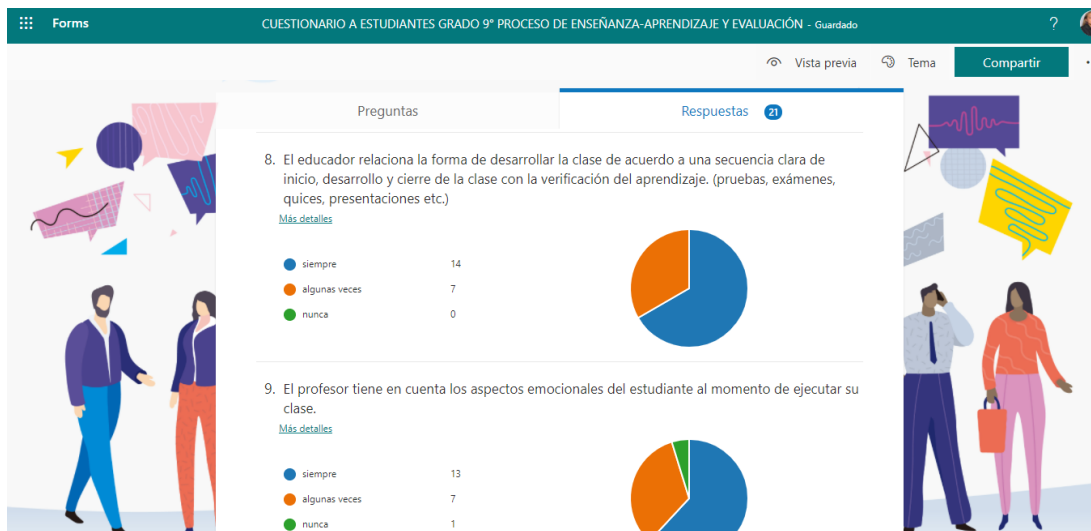 Forms
CUESTIONARIO A ESTUDIANTES GRADO 9° PROCESO DE ENSEÑANZA-APRENDIZAJE Y EVALUACIÓN - Guardado
?
Vista previa
Tema
Compartir
Preguntas
Respuestas 21
8. El educador relaciona la forma de desarrollar la clase de acuerdo a una secuencia clara de
inicio, desarrollo y cierre de la clase con la verificación del aprendizaje. (pruebas, exámenes,
quices, presentaciones etc.)
Más detalles
siempre 14
algunas veces 7
nunca 0
9. El profesor tiene en cuenta los aspectos emocionales del estudiante al momento de ejecutar su
clase.
Más detalles
siempre 13
algunas veces 7
nunca 1